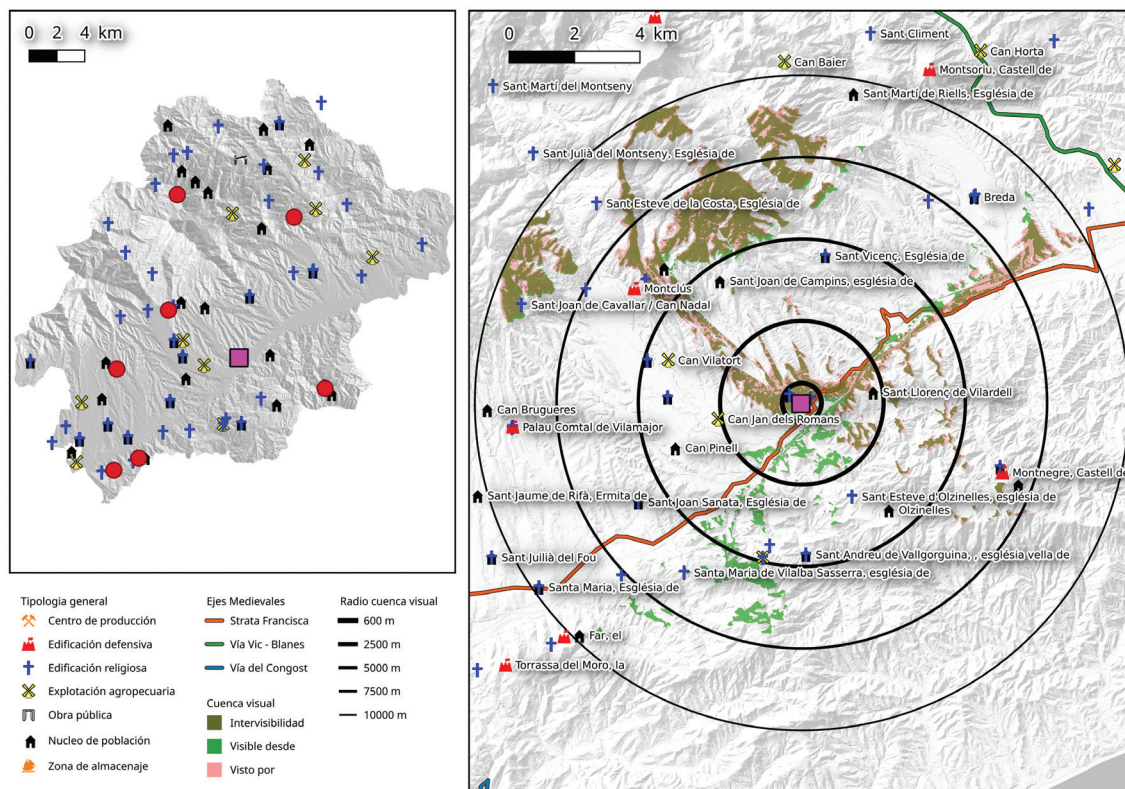 0 2 4 km
0 2 4 km
Sant Climent
Can Horta
Can Baier
Montsoriu, Castell de
Sant Martí del Montseny
Sant Martí de Riells, Església de
Sant Julià del Montseny, Església de
Sant Esteve de la Costa, Església de
Breda
Sant Vicenç, Església de
Montclús
Sant Joan de Campins, església de
Sant Joan de Cavallar / Can Nadal
Can Vilatort
Sant Llorenç de Vilardell
Can Brugueres
Can Jan dels Romans
Palau Comtal de Vilamajor
Can Pinell
Montnegre, Castell de
Sant Jaume de Rifà, Ermita de
Sant Joan Sanata, Església de
Sant Esteve d'Olzinelles, església de
Olzinelles
Sant Juilià del Fou
Sant Andreu de Vallgorguina, , església vella de
Santa Maria de Vilalba Sasserra, església de
Santa Maria, Església de
Far, el
Torrassa del Moro, la
Tipologia general
Centro de producción
Edificación defensiva
Edificación religiosa
Explotación agropecuaria
Obra pública
Nucleo de población
Zona de almacenaje
Ejes Medievales
Strata Francisca
Vía Vic - Blanes
Vía del Congost
Cuenca visual
Intervisibilidad
Visible desde
Visto por
Radio cuenca visual
600 m
2500 m
5000 m
7500 m
10000 m